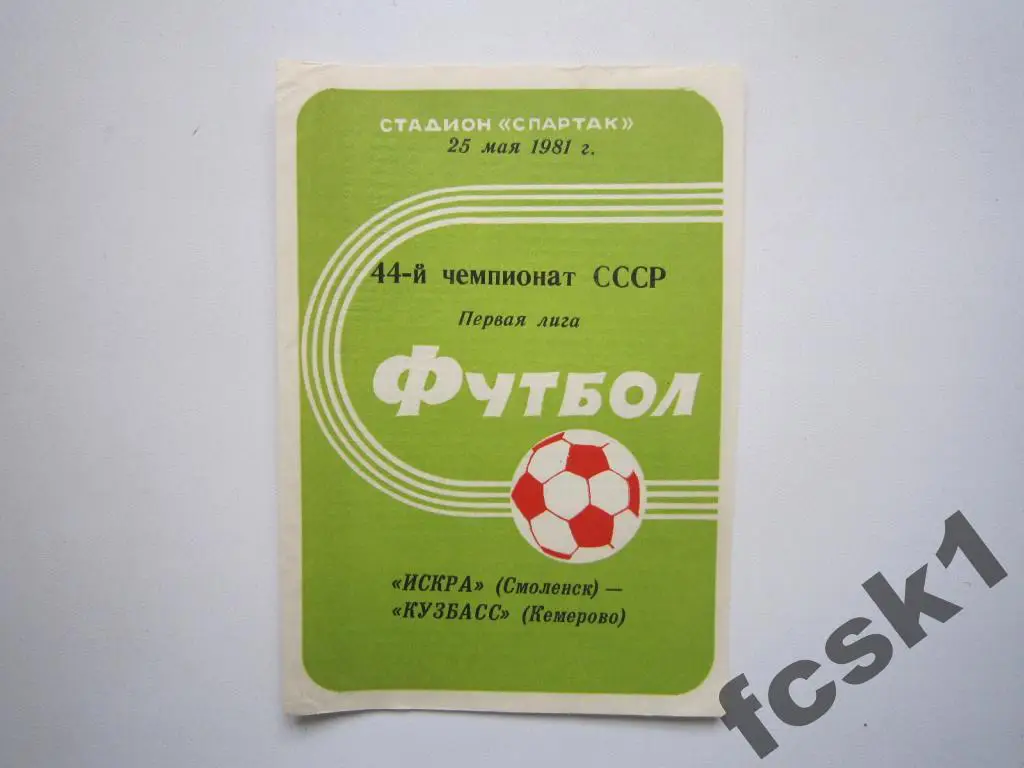 СТАДИОН «СПАРТАК»
25 мая 1981 г.
44-й чемпионат СССР
Первая лига
ФУТБОЛ
«ИСКРА» (Смоленск) —
«КУЗБАСС» (Кемерово)
fcsk1